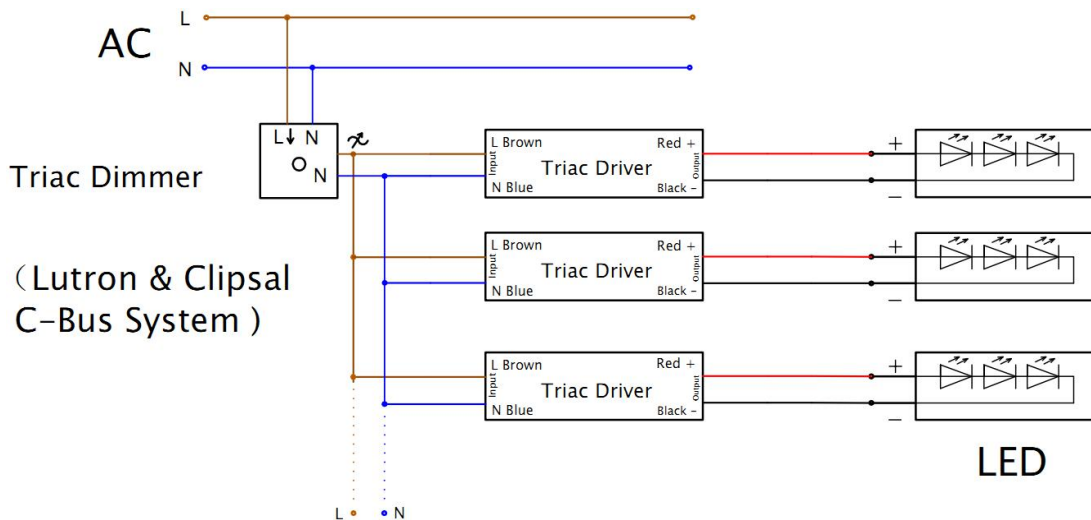 L
AC
N
L N
N
Triac Dimmer
(Lutron & Clipsal
C-Bus System )
L Brown
Input
N Blue
Triac Driver
Red +
Output
Black -
+
-
L Brown
Input
N Blue
Triac Driver
Red +
Output
Black -
+
-
L Brown
Input
N Blue
Triac Driver
Red +
Output
Black -
+
-
LED
L
N